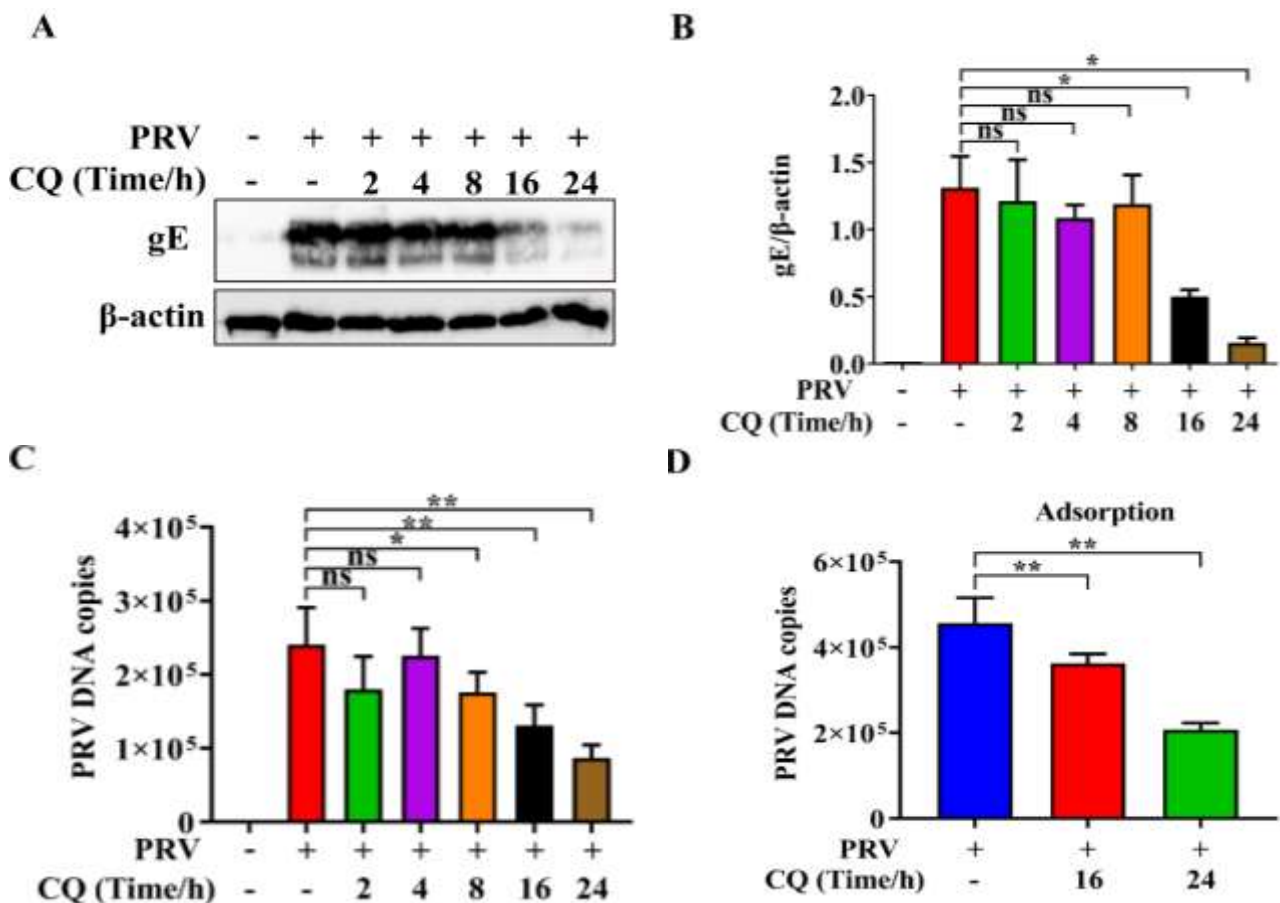 A
PRV - + + + + + +
CQ (Time/h) - - 2 4 8 16 24
gE
β-actin
B
*
*
ns
ns
ns
2.0
1.5
1.0
0.5
0.0
gE/β-actin
PRV - + + + + + +
CQ (Time/h) - - 2 4 8 16 24
C
**
**
*
ns
ns
4×10⁵
3×10⁵
2×10⁵
1×10⁵
0
PRV DNA copies
PRV - + + + + + +
CQ (Time/h) - - 2 4 8 16 24
D
Adsorption
**
**
6×10⁵
4×10⁵
2×10⁵
0
PRV DNA copies
PRV + + +
CQ (Time/h) - 16 24